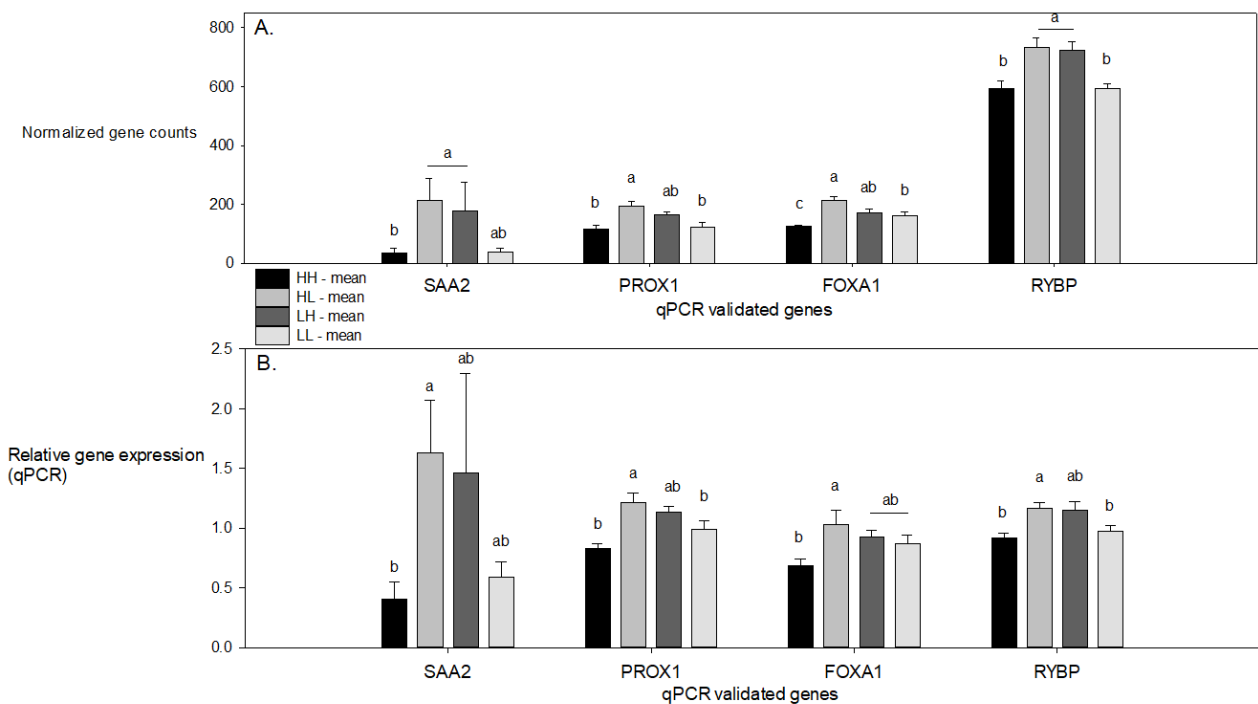 A.
800
600
400
200
0
Normalized gene counts
b
a
ab
b
a
ab
b
c
a
ab
b
b
a
b
SAA2 PROX1 FOXA1 RYBP
qPCR validated genes
HH - mean
HL - mean
LH - mean
LL - mean
B.
2.5
2.0
1.5
1.0
0.5
0.0
Relative gene expression
(qPCR)
b
a
ab
ab
b
a
ab
b
b
a
ab
b
a
ab
b
SAA2 PROX1 FOXA1 RYBP
qPCR validated genes